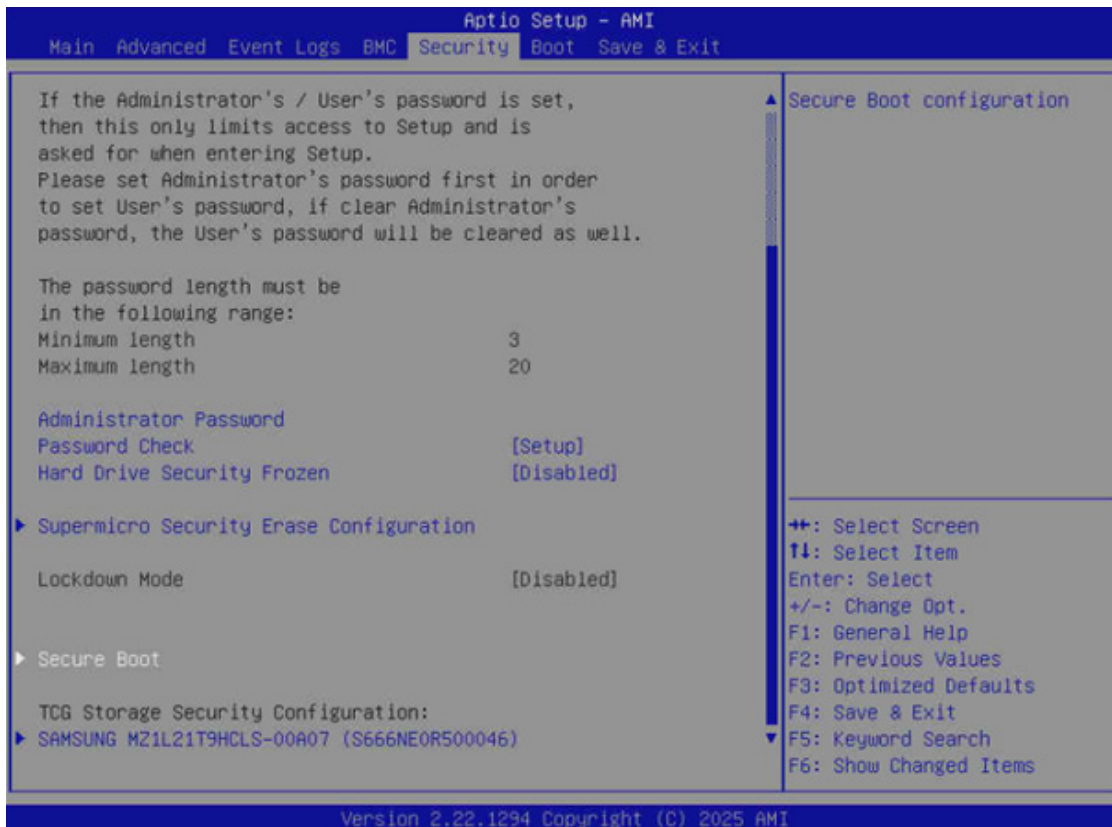 Aptio Setup - AMI
Main Advanced Event Logs BMC Security Boot Save & Exit
If the Administrator's / User's password is set,
then this only limits access to Setup and is
asked for when entering Setup.
Please set Administrator's password first in order
to set User's password, if clear Administrator's
password, the User's password will be cleared as well.
The password length must be
in the following range:
Minimum length 3
Maximum length 20
Administrator Password
Password Check [Setup]
Hard Drive Security Frozen [Disabled]
Supermicro Security Erase Configuration
Lockdown Mode [Disabled]
Secure Boot
TCG Storage Security Configuration:
SAMSUNG MZ1L21T9HCLS-00A07 (S666NE0R500046)
Secure Boot configuration
→←: Select Screen
↑↓: Select Item
Enter: Select
+/-: Change Opt.
F1: General Help
F2: Previous Values
F3: Optimized Defaults
F4: Save & Exit
F5: Keyword Search
F6: Show Changed Items
Version 2.22.1294 Copyright (C) 2025 AMI